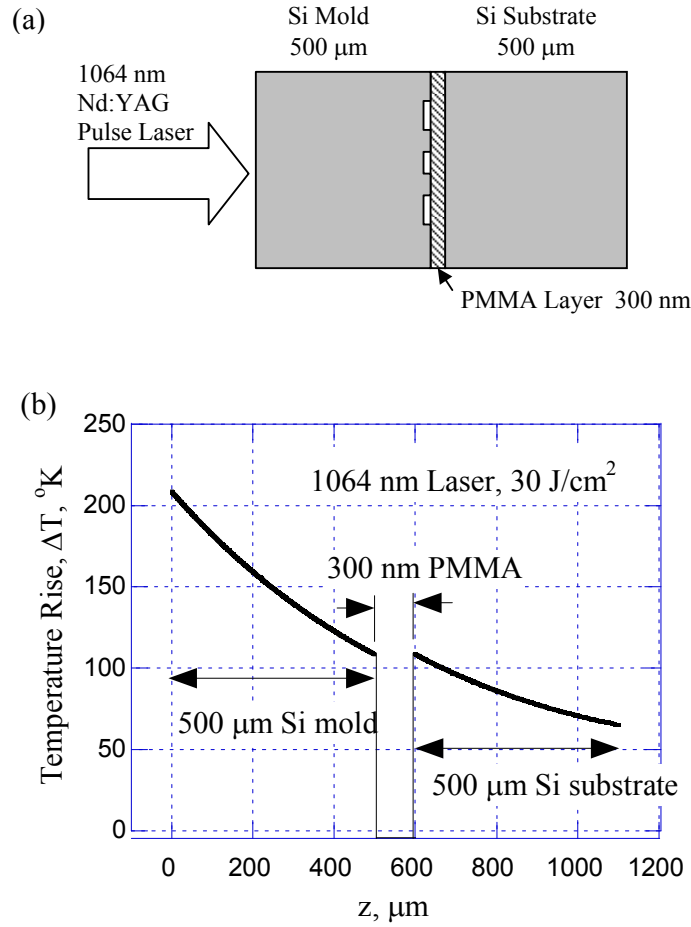 (a)
Si Mold
500 μm
Si Substrate
500 μm
1064 nm
Nd:YAG
Pulse Laser
PMMA Layer 300 nm
(b)
250
200
150
100
50
0
Temperature Rise, ΔT, °K
1064 nm Laser, 30 J/cm²
300 nm PMMA
500 μm Si mold
500 μm Si substrate
0 200 400 600 800 1000 1200
z, μm